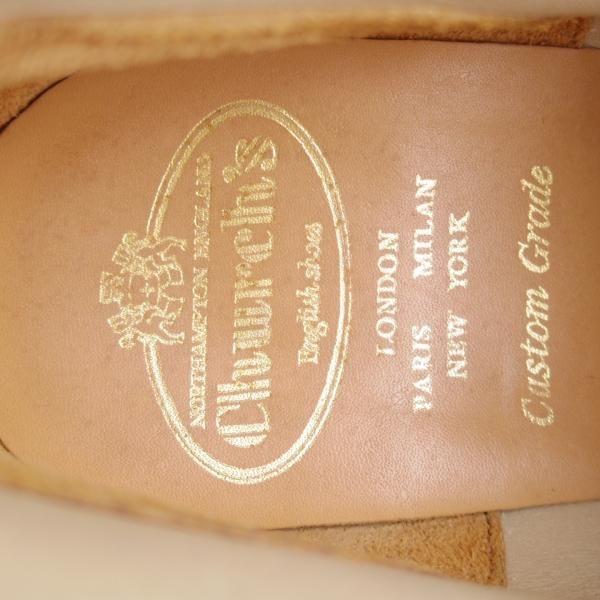 NORTHAMPTON ENGLAND
Church's
English shoes
LONDON
PARIS MILAN
NEW YORK
Custom Grade